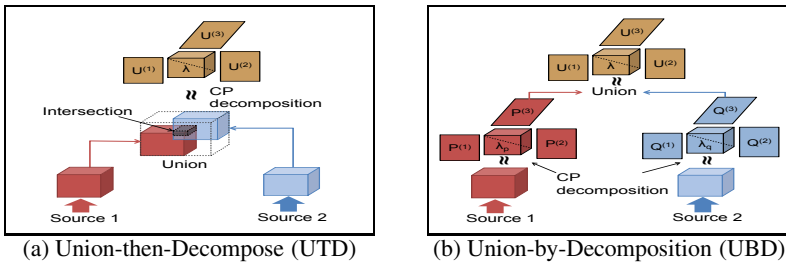 U(3)
U(1)
λ
U(2)
CP
decomposition
Intersection
Union
Source 1
Source 2
(a) Union-then-Decompose (UTD)
U(3)
U(1)
λ
U(2)
Union
P(3)
Q(3)
P(1)
λp
P(2)
Q(1)
λq
Q(2)
CP
decomposition
Source 1
Source 2
(b) Union-by-Decomposition (UBD)